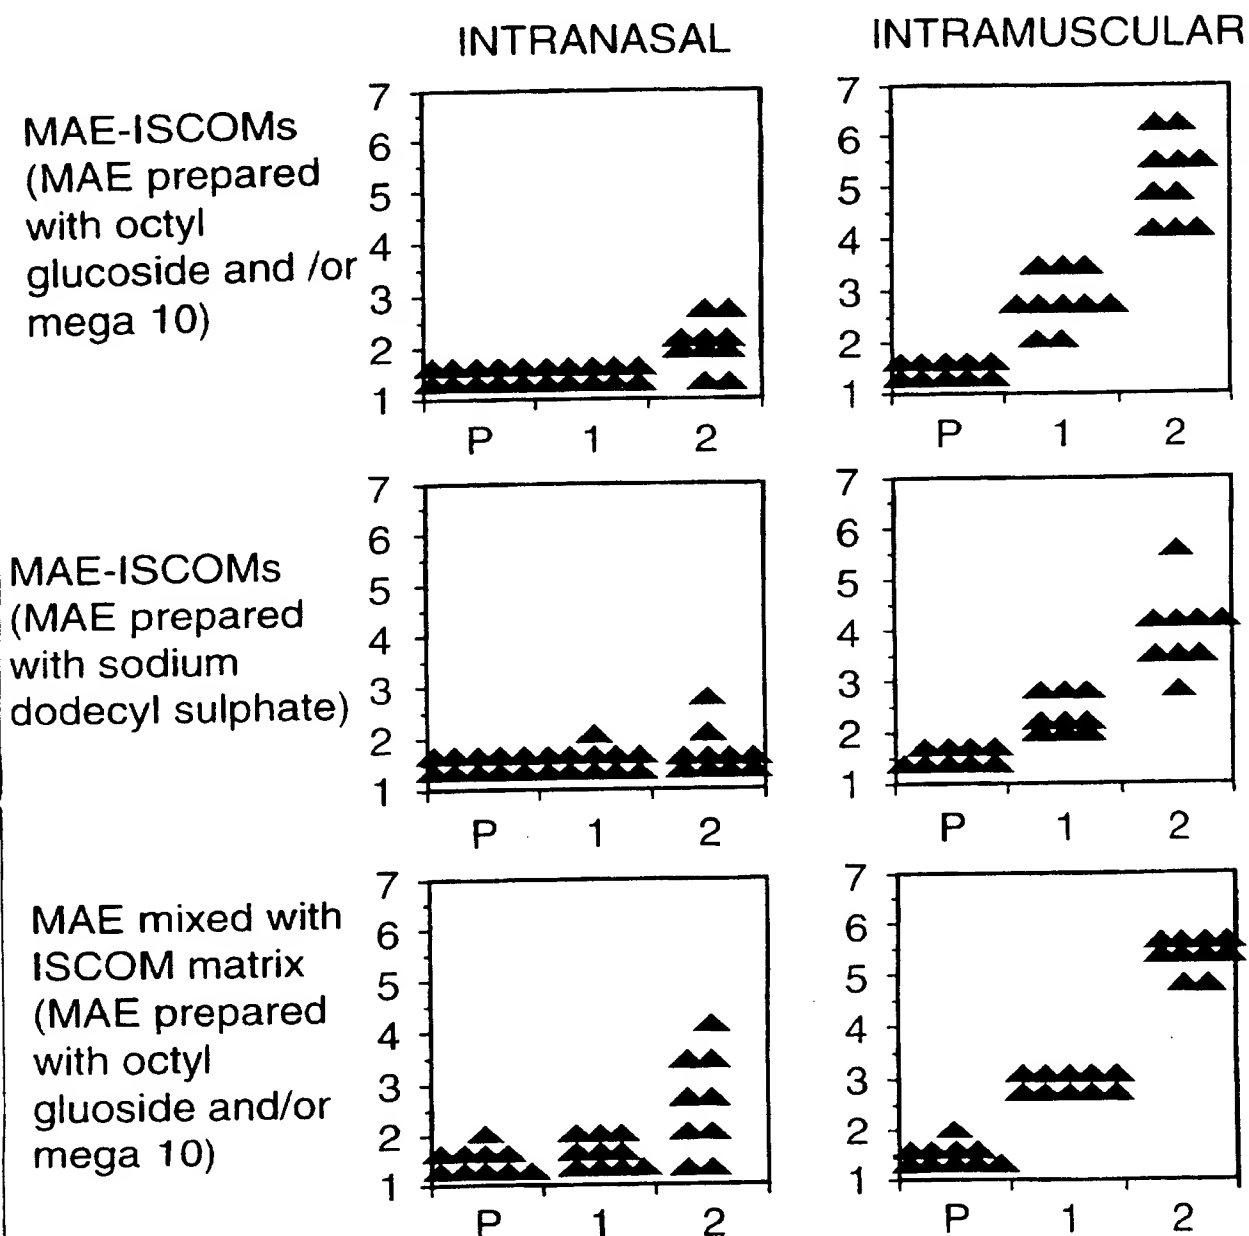 INTRANASAL
INTRAMUSCULAR
MAE-ISCOMs
(MAE prepared
with octyl
glucoside and /or
mega 10)
7
6
5
4
3
2
1
P 1 2
7
6
5
4
3
2
1
P 1 2
MAE-ISCOMs
(MAE prepared
with sodium
dodecyl sulphate)
7
6
5
4
3
2
1
P 1 2
7
6
5
4
3
2
1
P 1 2
MAE mixed with
ISCOM matrix
(MAE prepared
with octyl
gluoside and/or
mega 10)
7
6
5
4
3
2
1
P 1 2
7
6
5
4
3
2
1
P 1 2